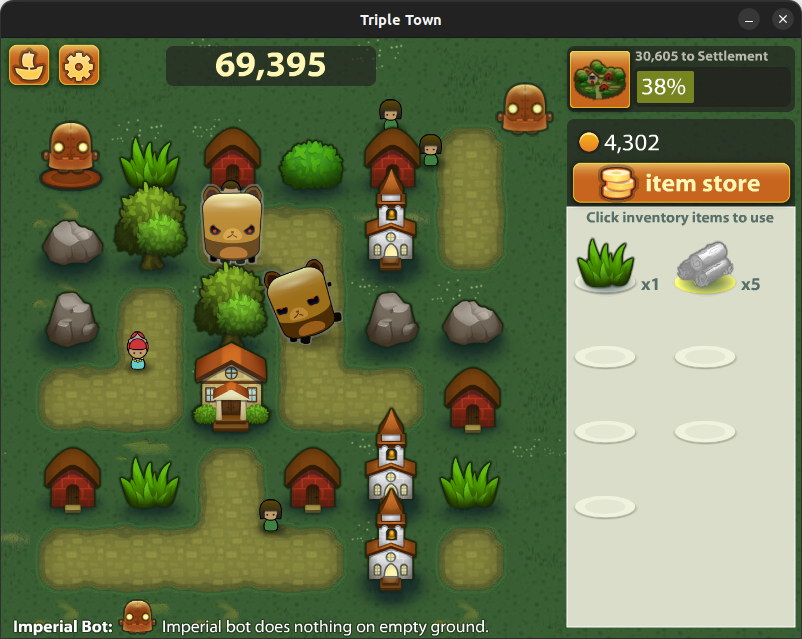 Triple Town
69,395
30,605 to Settlement
38%
4,302
item store
Click inventory items to use
x1
x5
Imperial Bot: Imperial bot does nothing on empty ground.